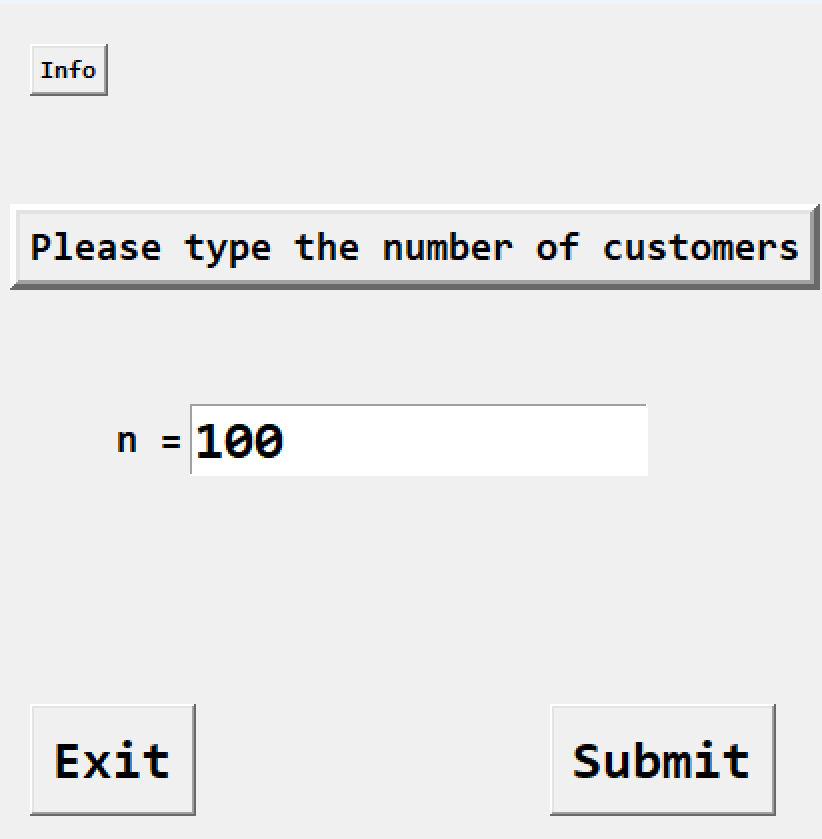 Info
Please type the number of customers
n = 100
Exit
Submit